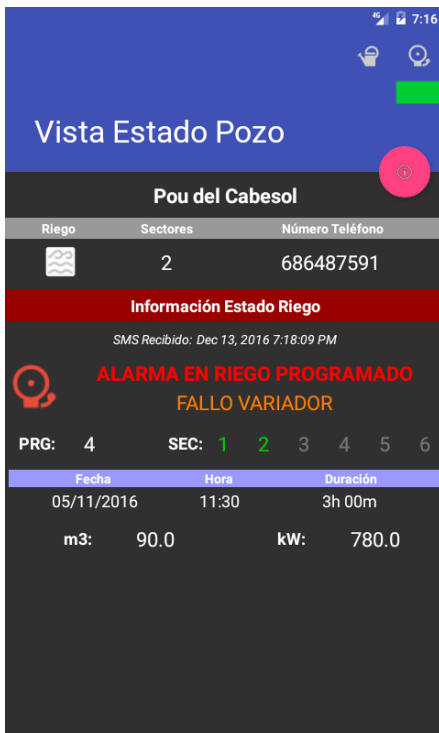 4G 7:16
Vista Estado Pozo
Pou del Cabesol
Riego Sectores Número Teléfono
2 686487591
Información Estado Riego
SMS Recibido: Dec 13, 2016 7:18:09 PM
ALARMA EN RIEGO PROGRAMADO
FALLO VARIADOR
PRG: 4 SEC: 1 2 3 4 5 6
Fecha Hora Duración
05/11/2016 11:30 3h 00m
m3: 90.0 kW: 780.0